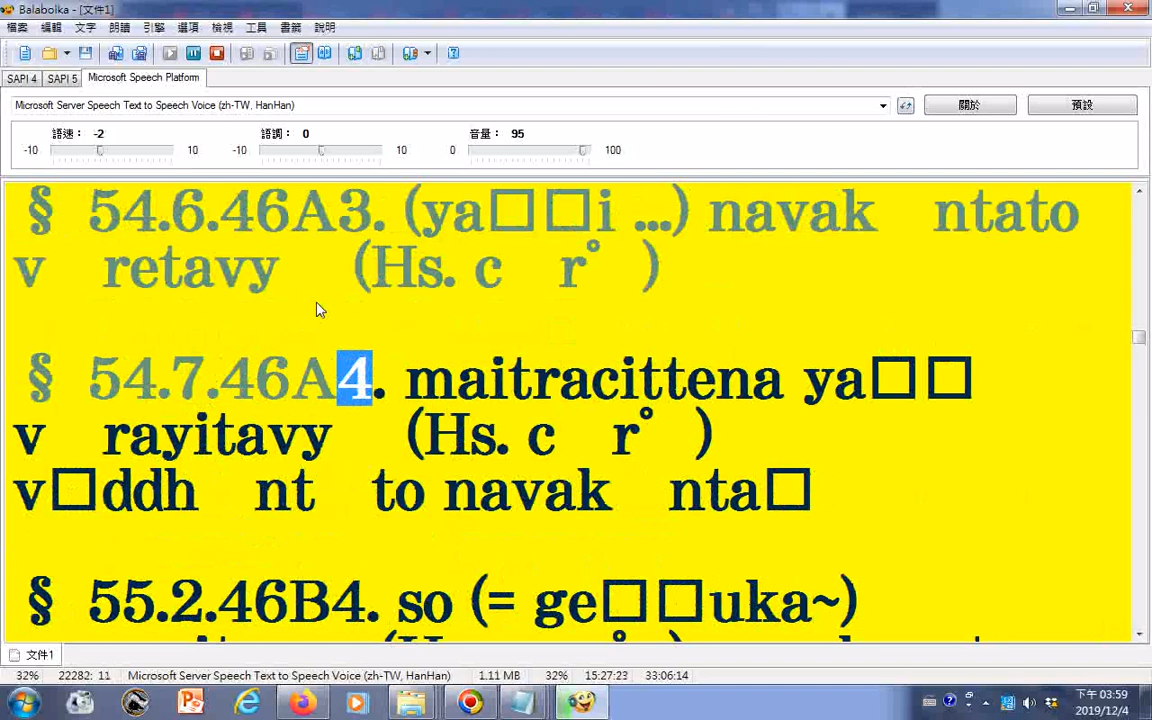 Balabolka - [文件1]
檔案 編輯 文字 朗讀 引擎 選項 檢視 工具 書籤 說明
SAPI 4 SAPI 5 Microsoft Speech Platform
Microsoft Server Speech Text to Speech Voice (zh-TW, HanHan) 關於 預設
語速： -2 語調： 0 音量： 95
-10 10 -10 10 0 100
§ 54.6.46A3. (ya□□i ...) navak ntato
v retavy (Hs. c r° )
§ 54.7.46A4. maitracittena ya□□
v rayitavy (Hs. c r° )
v□ddh nt to navak nta□
§ 55.2.46B4. so (= ge□□uka~)
文件1
32% 22282: 11 Microsoft Server Speech Text to Speech Voice (zh-TW, HanHan) 1.11 MB 32% 15:27:23 33:06:14
下午 03:59
2019/12/4